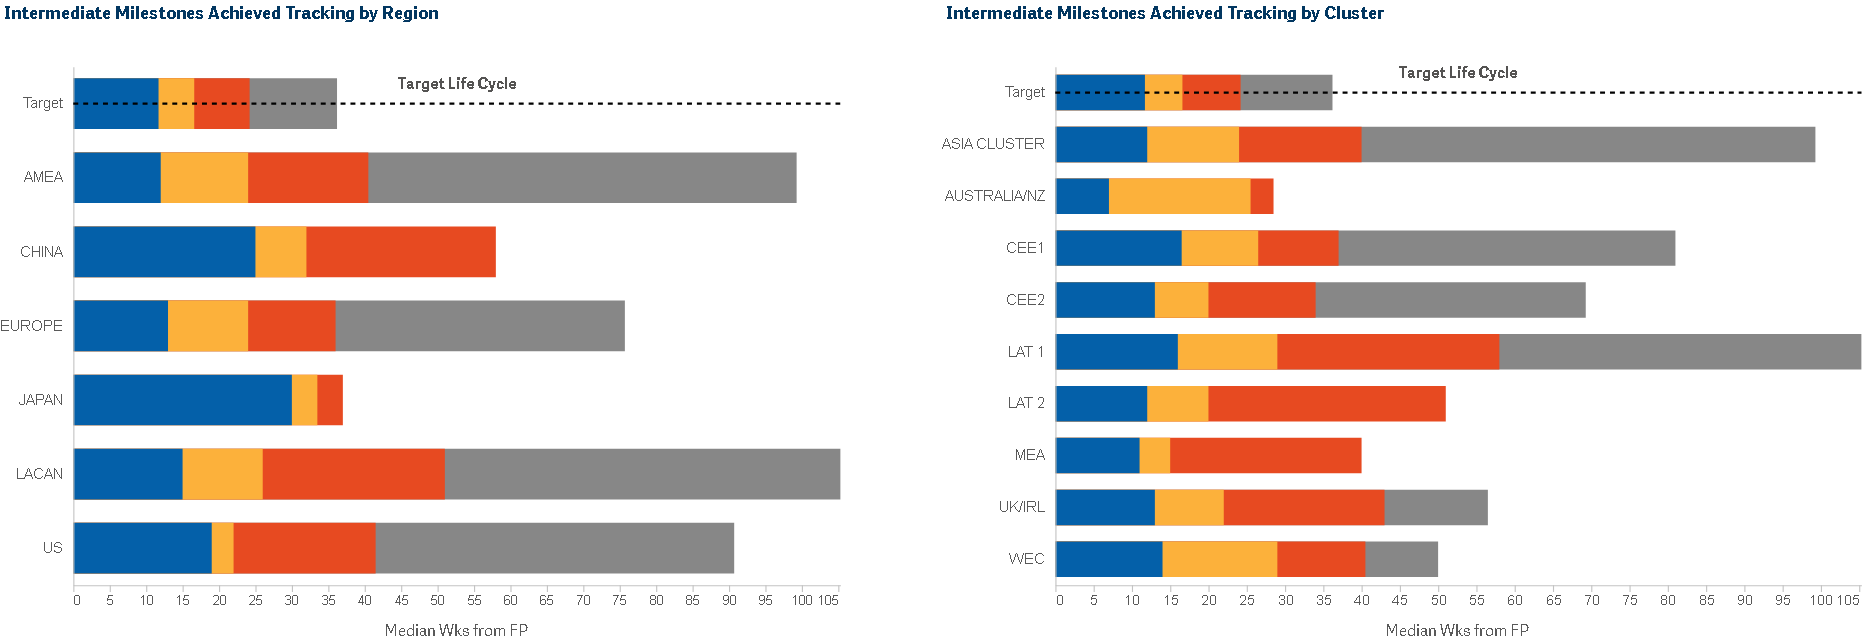 Intermediate Milestones Achieved Tracking by Region
Target Life Cycle
Target
AMEA
CHINA
EUROPE
JAPAN
LACAN
US
0 5 10 15 20 25 30 35 40 45 50 55 60 65 70 75 80 85 90 95 100 105
Median Wks from FP
Intermediate Milestones Achieved Tracking by Cluster
Target Life Cycle
Target
ASIA CLUSTER
AUSTRALIA/NZ
CEE1
CEE2
LAT 1
LAT 2
MEA
UK/IRL
WEC
0 5 10 15 20 25 30 35 40 45 50 55 60 65 70 75 80 85 90 95 100 105
Median Wks from FP